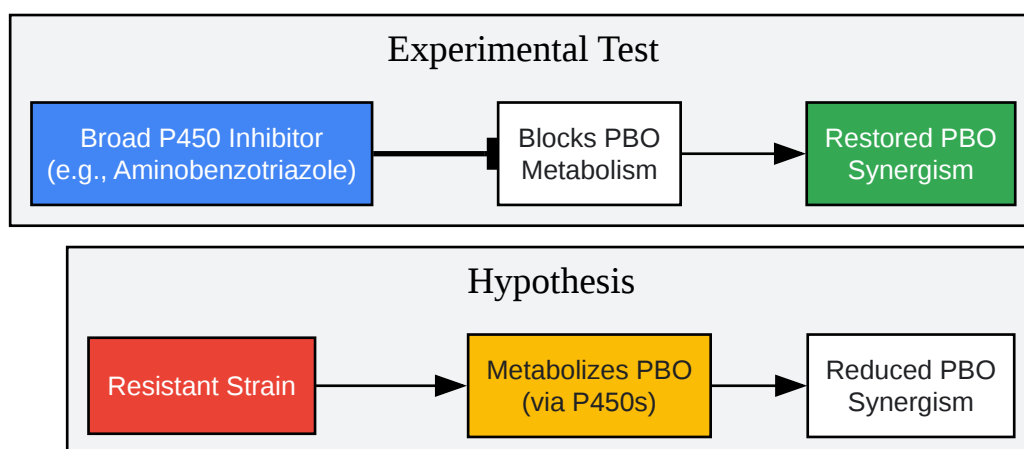 Experimental Test
Broad P450 Inhibitor
(e.g., Aminobenzotriazole)
Blocks PBO
Metabolism
Restored PBO
Synergism
Hypothesis
Resistant Strain
Metabolizes PBO
(via P450s)
Reduced PBO
Synergism